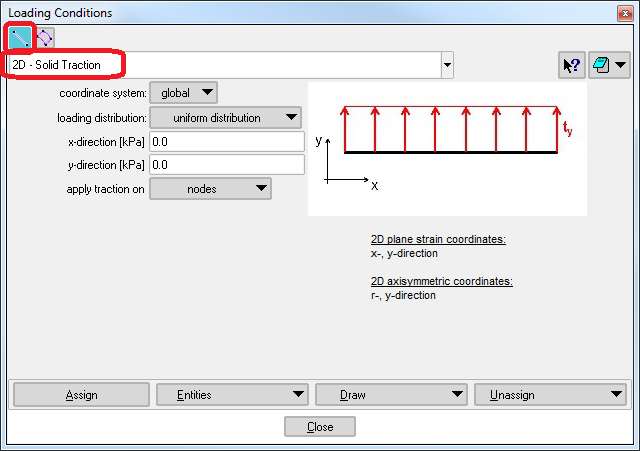 Loading Conditions
2D - Solid Traction
coordinate system: global
loading distribution: uniform distribution
x-direction [kPa] 0.0
y-direction [kPa] 0.0
apply traction on nodes
y
x
ty
2D plane strain coordinates:
x-, y-direction
2D axisymmetric coordinates:
r-, y-direction
Assign Entities Draw Unassign
Close